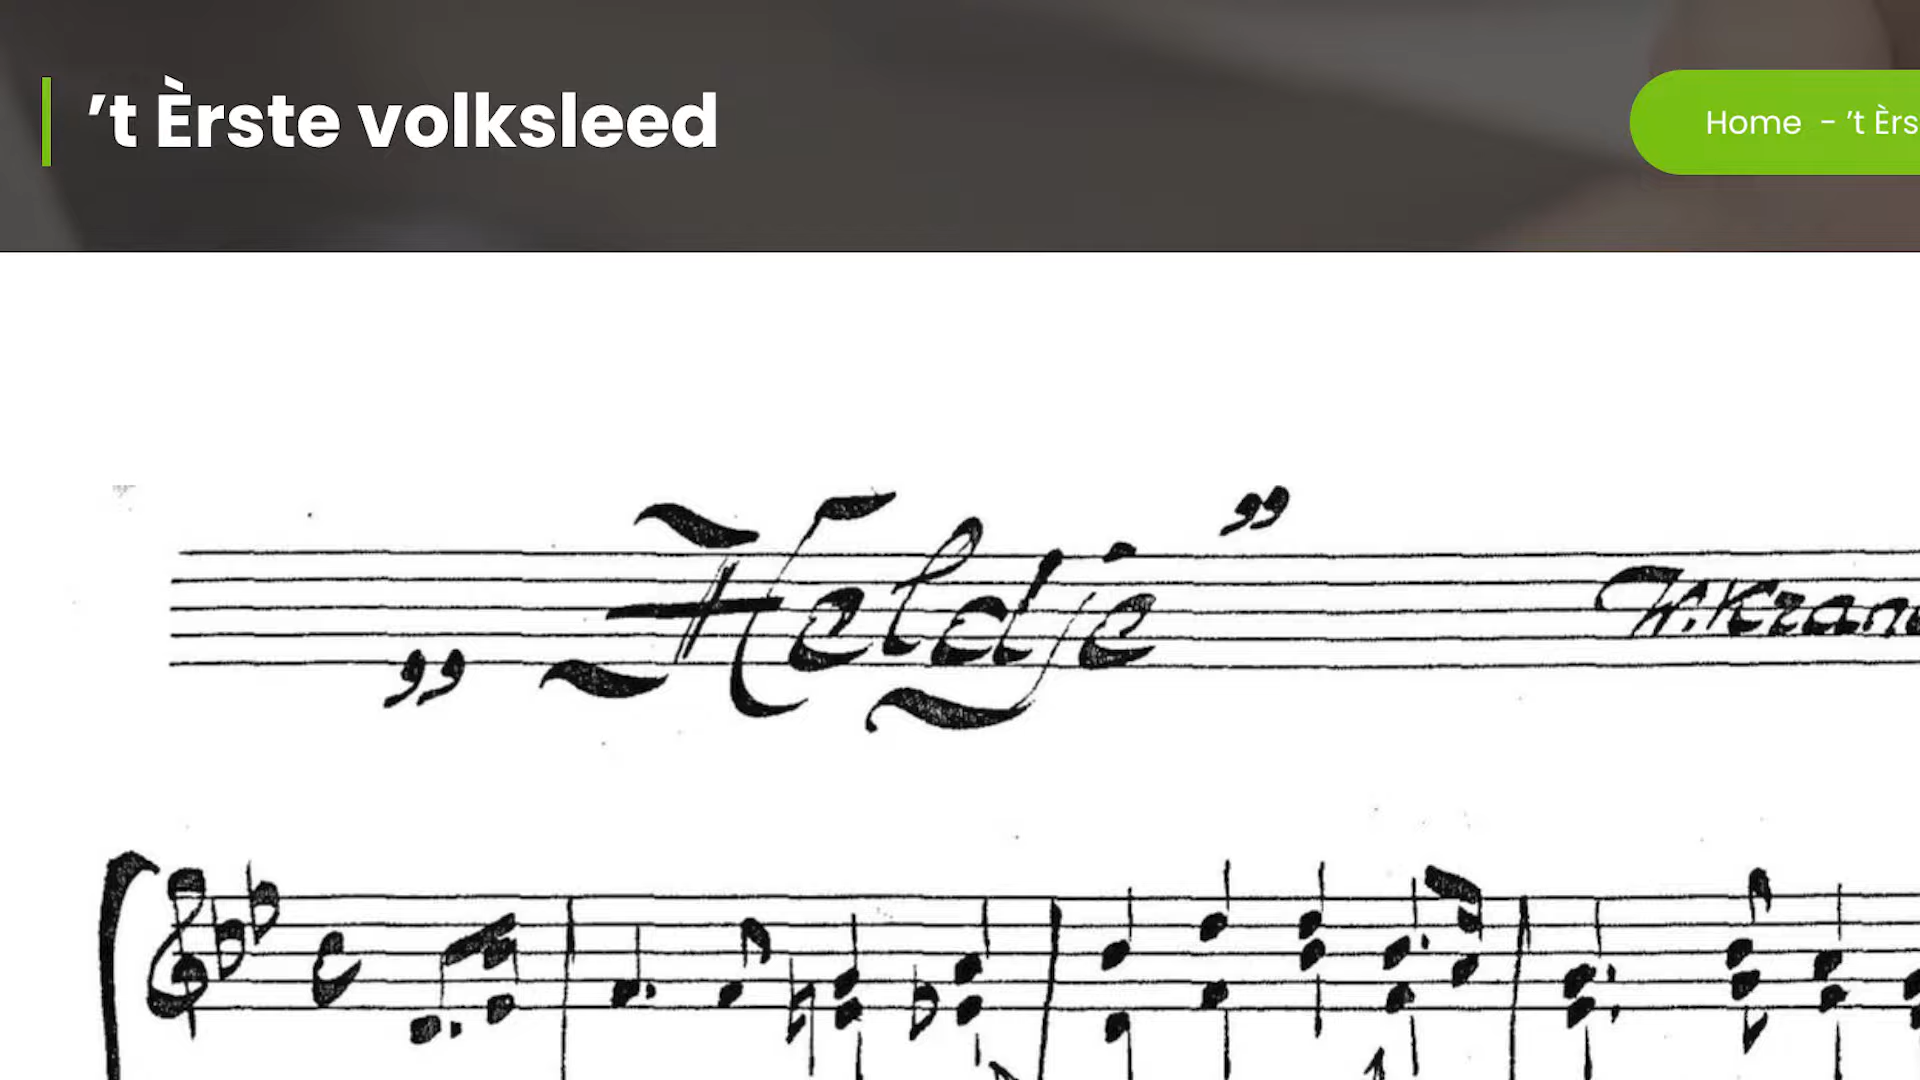 ’t Èrste volksleed
Home - ’t Èrs
„Heldje”